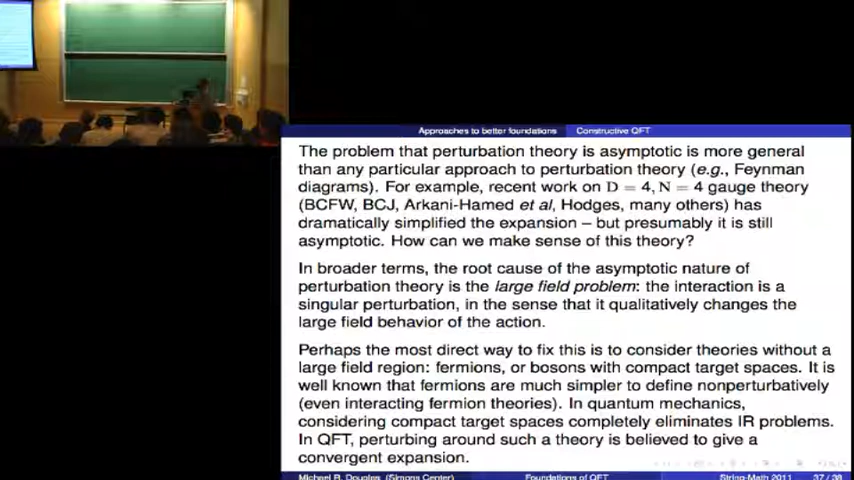 Approaches to better foundations Constructive QFT
The problem that perturbation theory is asymptotic is more general
than any particular approach to perturbation theory (e.g., Feynman
diagrams). For example, recent work on D = 4, N = 4 gauge theory
(BCFW, BCJ, Arkani-Hamed et al, Hodges, many others) has
dramatically simplified the expansion – but presumably it is still
asymptotic. How can we make sense of this theory?
In broader terms, the root cause of the asymptotic nature of
perturbation theory is the large field problem: the interaction is a
singular perturbation, in the sense that it qualitatively changes the
large field behavior of the action.
Perhaps the most direct way to fix this is to consider theories without a
large field region: fermions, or bosons with compact target spaces. It is
well known that fermions are much simpler to define nonperturbatively
(even interacting fermion theories). In quantum mechanics,
considering compact target spaces completely eliminates IR problems.
In QFT, perturbing around such a theory is believed to give a
convergent expansion.
Michael R. Douglas (Simons Center) Foundations of QFT String-Math 2011 37 / 38